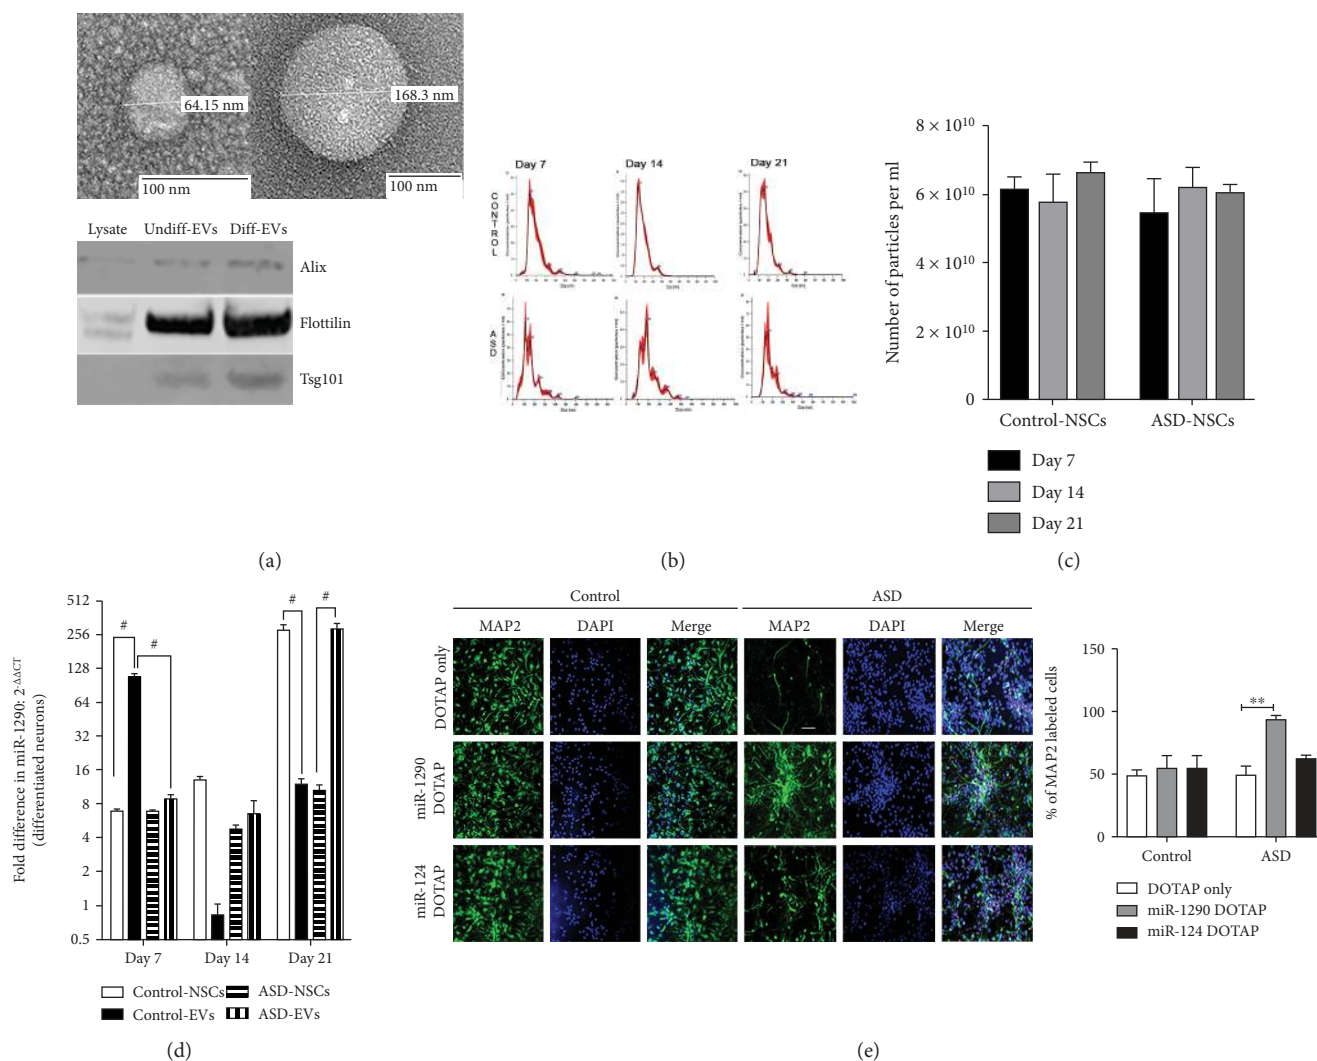 64.15 nm
168.3 nm
100 nm
100 nm
Lysate Undiff-EVs Diff-EVs
Alix
Flottilin
Tsg101
(a)
Day 7 Day 14 Day 21
CONTROL
ASD
(b)
Number of particles per ml
8 × 10¹⁰
6 × 10¹⁰
4 × 10¹⁰
2 × 10¹⁰
0
Control-NSCs ASD-NSCs
Day 7
Day 14
Day 21
(c)
Fold difference in miR-1290: 2^-ΔΔCT
(differentiated neurons)
512
256
128
64
32
16
8
4
2
1
0.5
# # # #
Day 7 Day 14 Day 21
Control-NSCs ASD-NSCs
Control-EVs ASD-EVs
(d)
Control ASD
MAP2 DAPI Merge MAP2 DAPI Merge
DOTAP only
miR-1290
DOTAP
miR-124
DOTAP
% of MAP2 labeled cells
150
100
50
0
**
Control ASD
DOTAP only
miR-1290 DOTAP
miR-124 DOTAP
(e)